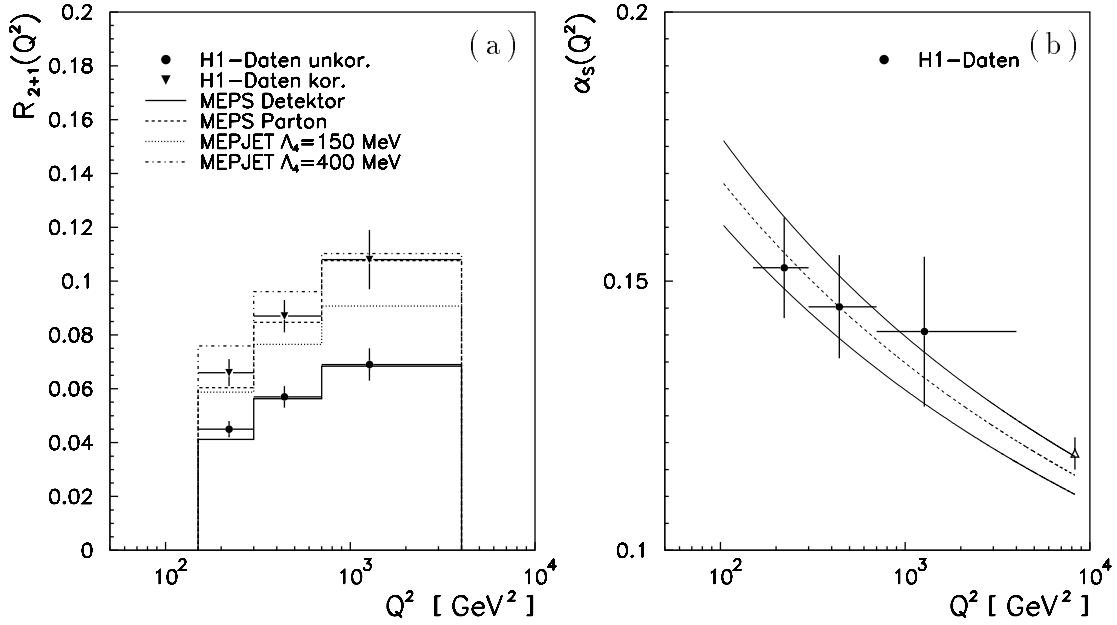 R₂₊₁(Q²)
( a )
H1-Daten unkor.
H1-Daten kor.
MEPS Detektor
MEPS Parton
MEPJET Λ₄=150 MeV
MEPJET Λ₄=400 MeV
0.2
0.18
0.16
0.14
0.12
0.1
0.08
0.06
0.04
0.02
0
10² 10³ 10⁴
Q² [ GeV² ]
αₛ(Q²)
( b )
H1-Daten
0.2
0.15
0.1
10² 10³ 10⁴
Q² [ GeV² ]